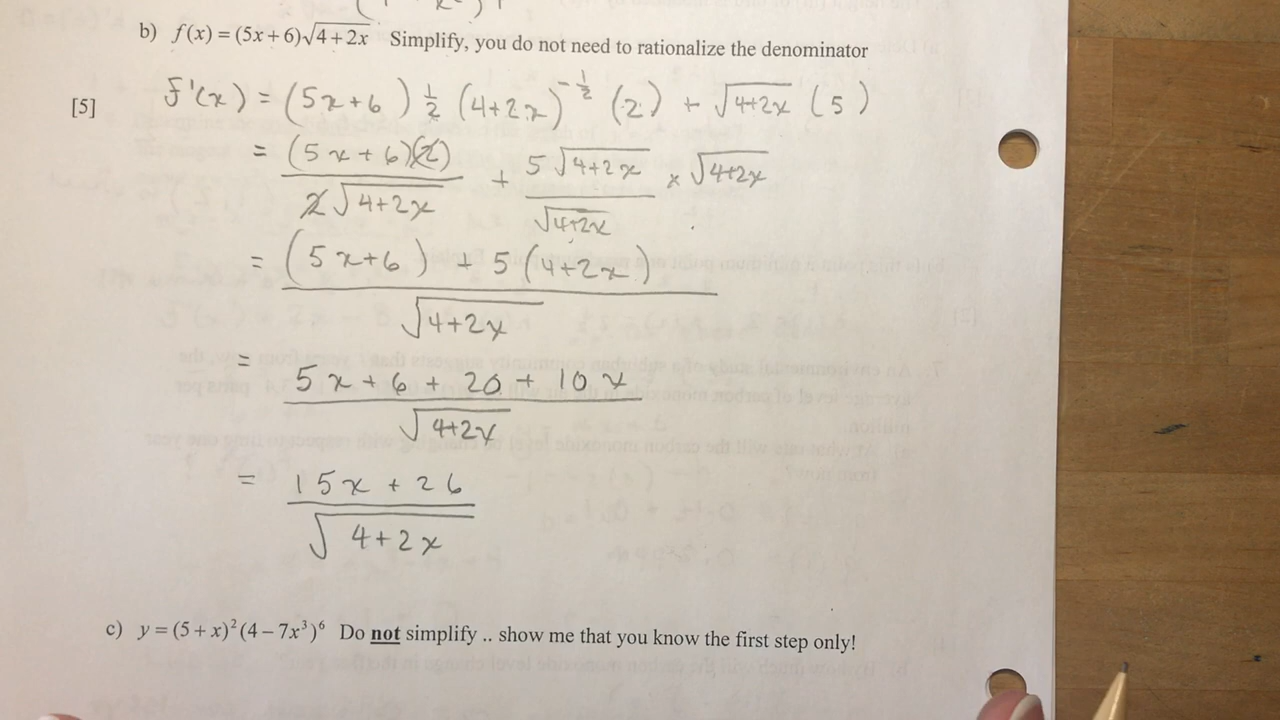 b) f(x) = (5x+6)√(4+2x) Simplify, you do not need to rationalize the denominator
[5]
f'(x) = (5x+6) 1/2 (4+2x)^(-1/2) (2) + √(4+2x) (5)
= (5x+6)(2) / 2√(4+2x) + 5√(4+2x) / √(4+2x) × √(4+2x)
= (5x+6) + 5(4+2x) / √(4+2x)
= 5x + 6 + 20 + 10x / √(4+2x)
= 15x + 26 / √(4+2x)
c) y = (5+x)²(4−7x³)⁶ Do not simplify .. show me that you know the first step only!